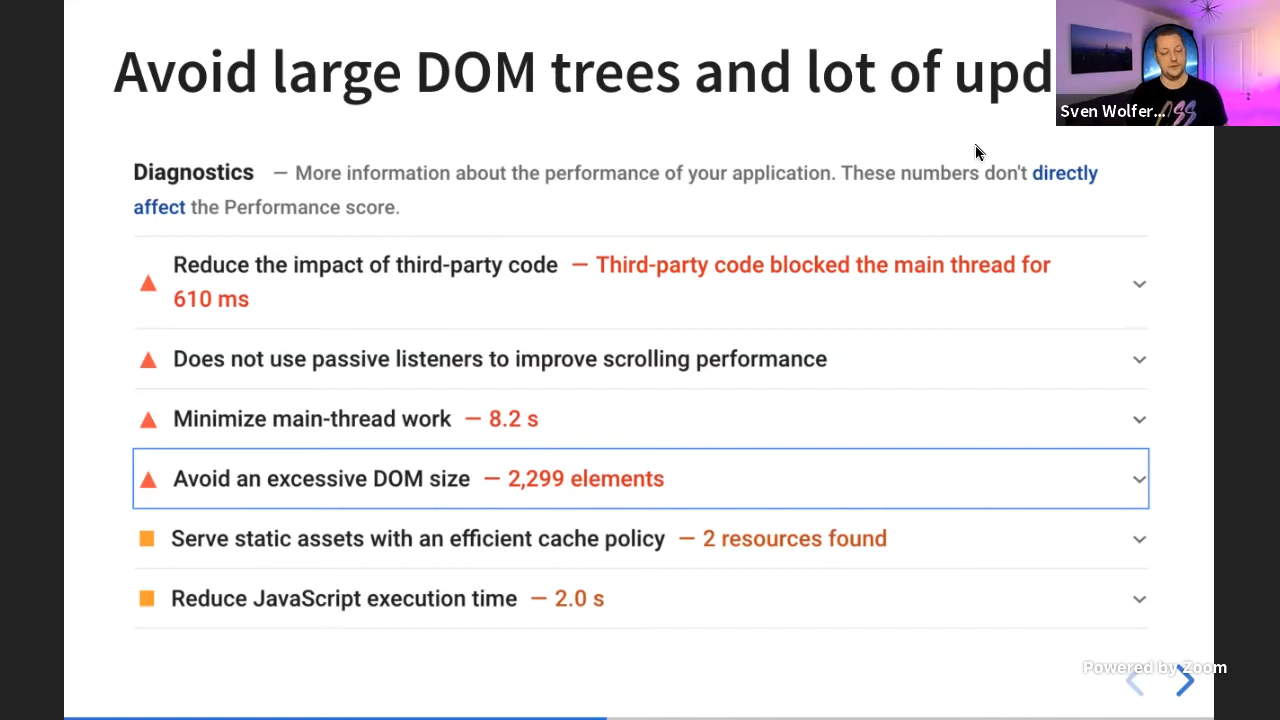 Avoid large DOM trees and lot of upd
Sven Wolfer...
Diagnostics — More information about the performance of your application. These numbers don't directly
affect the Performance score.
Reduce the impact of third-party code — Third-party code blocked the main thread for
610 ms
Does not use passive listeners to improve scrolling performance
Minimize main-thread work — 8.2 s
Avoid an excessive DOM size — 2,299 elements
Serve static assets with an efficient cache policy — 2 resources found
Reduce JavaScript execution time — 2.0 s
Powered by Zoom